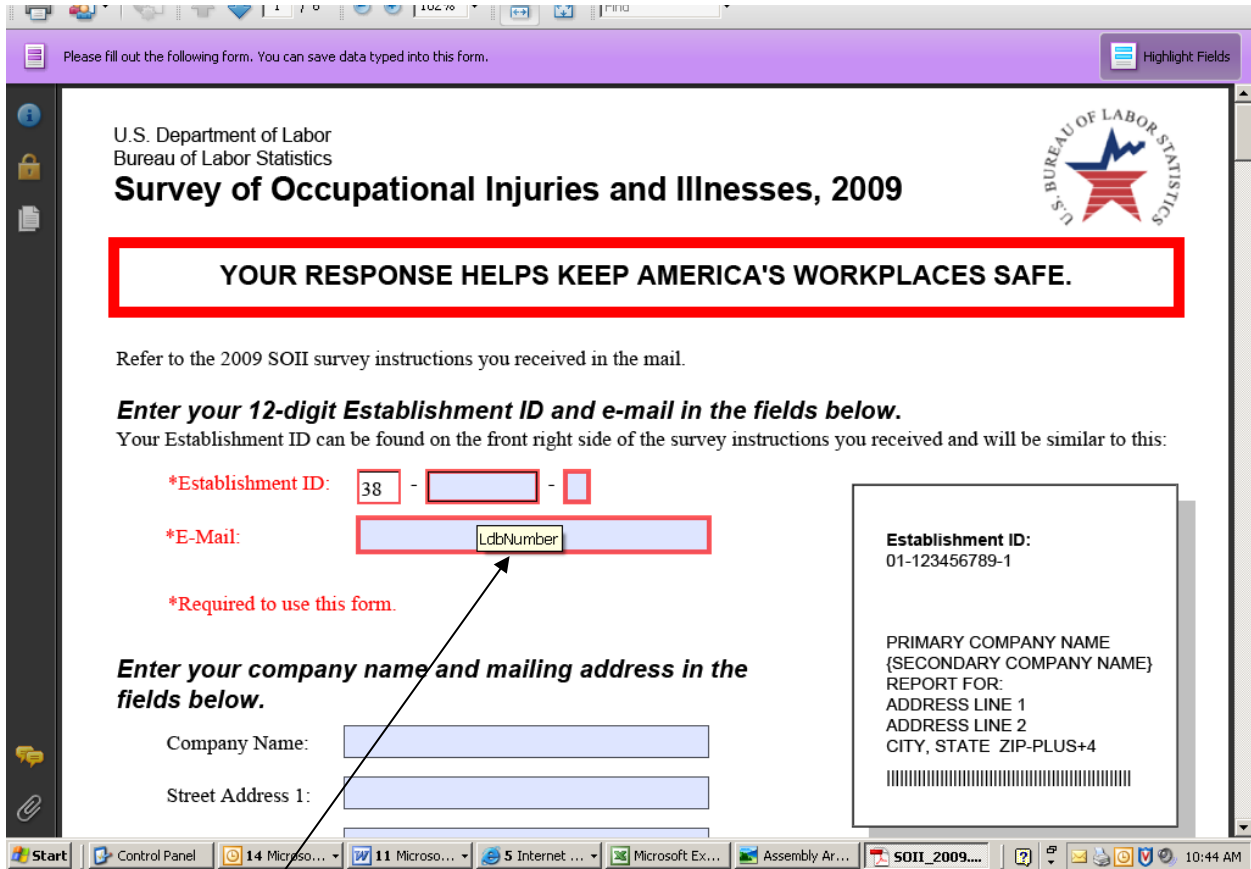 1 / 6 102% Find
Please fill out the following form. You can save data typed into this form.
Highlight Fields
U.S. Department of Labor
Bureau of Labor Statistics
Survey of Occupational Injuries and Illnesses, 2009
U.S. BUREAU OF LABOR STATISTICS
YOUR RESPONSE HELPS KEEP AMERICA'S WORKPLACES SAFE.
Refer to the 2009 SOII survey instructions you received in the mail.
Enter your 12-digit Establishment ID and e-mail in the fields below.
Your Establishment ID can be found on the front right side of the survey instructions you received and will be similar to this:
*Establishment ID: 38 - -
*E-Mail:
LdbNumber
*Required to use this form.
Establishment ID:
01-123456789-1
PRIMARY COMPANY NAME
{SECONDARY COMPANY NAME}
REPORT FOR:
ADDRESS LINE 1
ADDRESS LINE 2
CITY, STATE ZIP-PLUS+4
Enter your company name and mailing address in the
fields below.
Company Name:
Street Address 1:
Start Control Panel 14 Microso... 11 Microso... 5 Internet ... Microsoft Ex... Assembly Ar... SOII_2009.... 10:44 AM